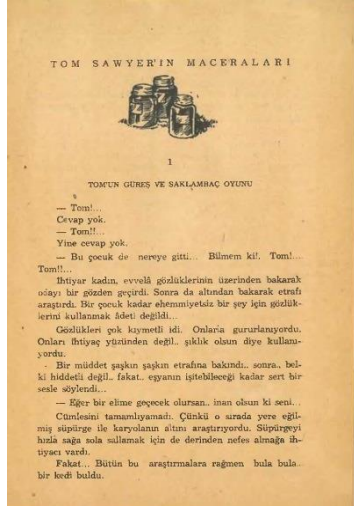 TOM SAWYER'IN MACERALARI
1
TOM'UN GÜREŞ VE SAKLAMBAÇ OYUNU
— Tom!...
Cevap yok.
— Tom!!...
Yine cevap yok.
— Bu çocuk de nereye gitti... Bilmem ki!. Tom!...
Tom!!...
İhtiyar kadın, evvelâ gözlüklerinin üzerinden bakarak
odayı bir gözden geçirdi. Sonra da altından bakarak etrafı
araştırdı. Bir çocuk kadar ehemmiyetsiz bir şey için gözlük-
lerini kullanmak âdeti değildi...
Gözlükleri çok kıymetli idi. Onlarla gururlanıyordu.
Onları ihtiyaç yüzünden değil.. şıklık olsun diye kullanı-
yordu.
Bir müddet şaşkın şaşkın etrafına bakındı.. sonra., bel-
ki hiddetli değil.. fakat.. eşyanın işitebileceği kadar sert bir
sesle söylendi,..
— Eğer bir elime geçecek olursan.. inan olsun ki seni...
Cümlesini tamamlıyamadı. Çünkü o sırada yere eğil-
miş süpürge ile karyolanın altını araştırıyordu. Süpürgeyi
hızla sağa sola sallamak için de derinden nefes almağa ih-
tiyacı vardı.
Fakat... Bütün bu araştırmalara rağmen bula bula
bir kedi buldu.